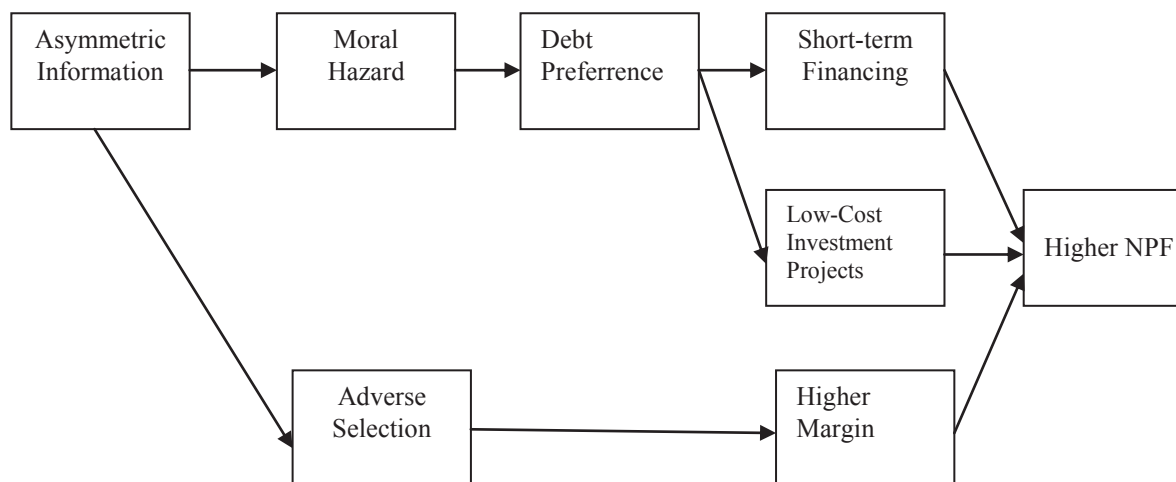 Asymmetric
Information
Moral
Hazard
Debt
Preferrence
Short-term
Financing
Low-Cost
Investment
Projects
Higher NPF
Adverse
Selection
Higher
Margin